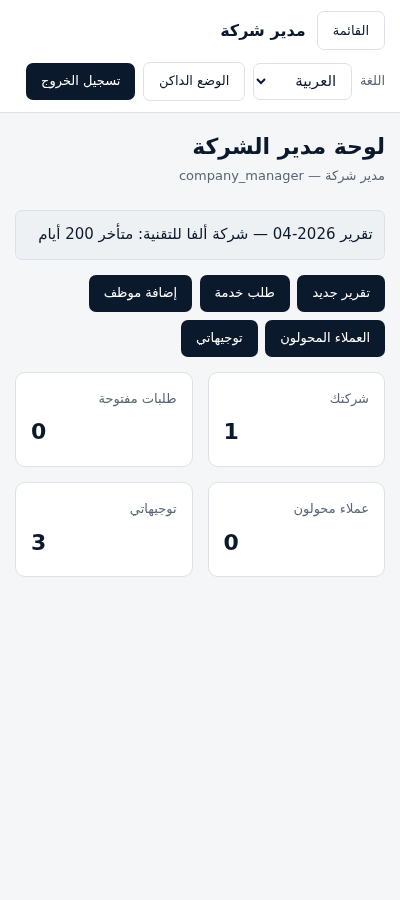 القائمة
مدير شركة
اللغة
العربية
الوضع الداكن
تسجيل الخروج
لوحة مدير الشركة
مدير شركة — company_manager
تقرير 2026-04 — شركة ألفا للتقنية: متأخر 200 أيام
تقرير جديد
طلب خدمة
إضافة موظف
العملاء المحولون
توجيهاتي
شركتك
1
طلبات مفتوحة
0
عملاء محولون
0
توجيهاتي
3